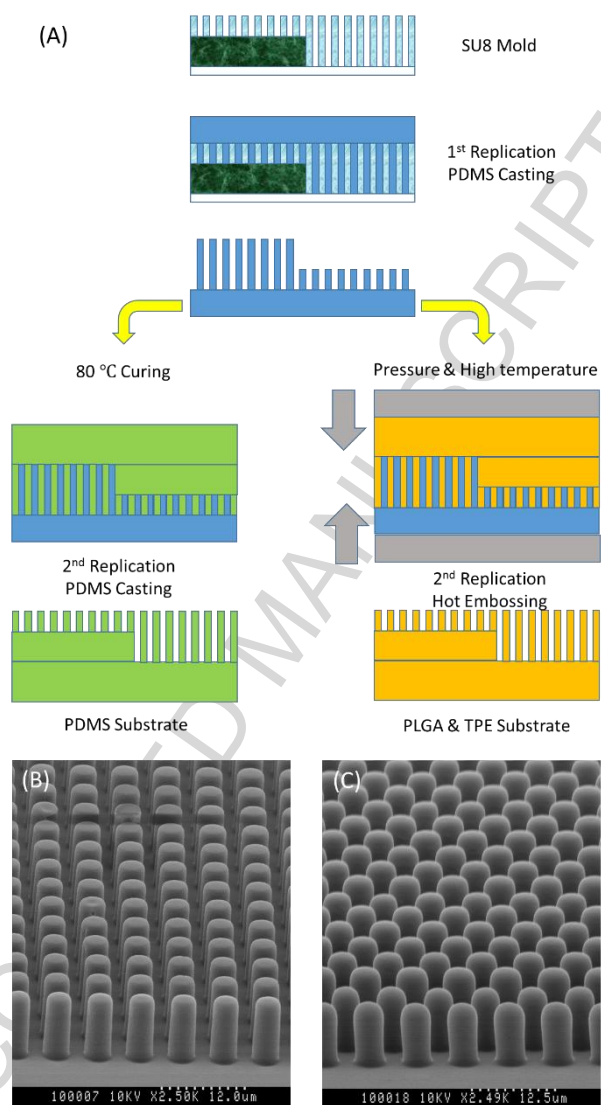 (A)
SU8 Mold
1st Replication
PDMS Casting
80 °C Curing
Pressure & High temperature
2nd Replication
PDMS Casting
2nd Replication
Hot Embossing
PDMS Substrate
PLGA & TPE Substrate
(B)
(C)
100007 10KV X2.50K 12.0um
100018 10KV X2.49K 12.5um